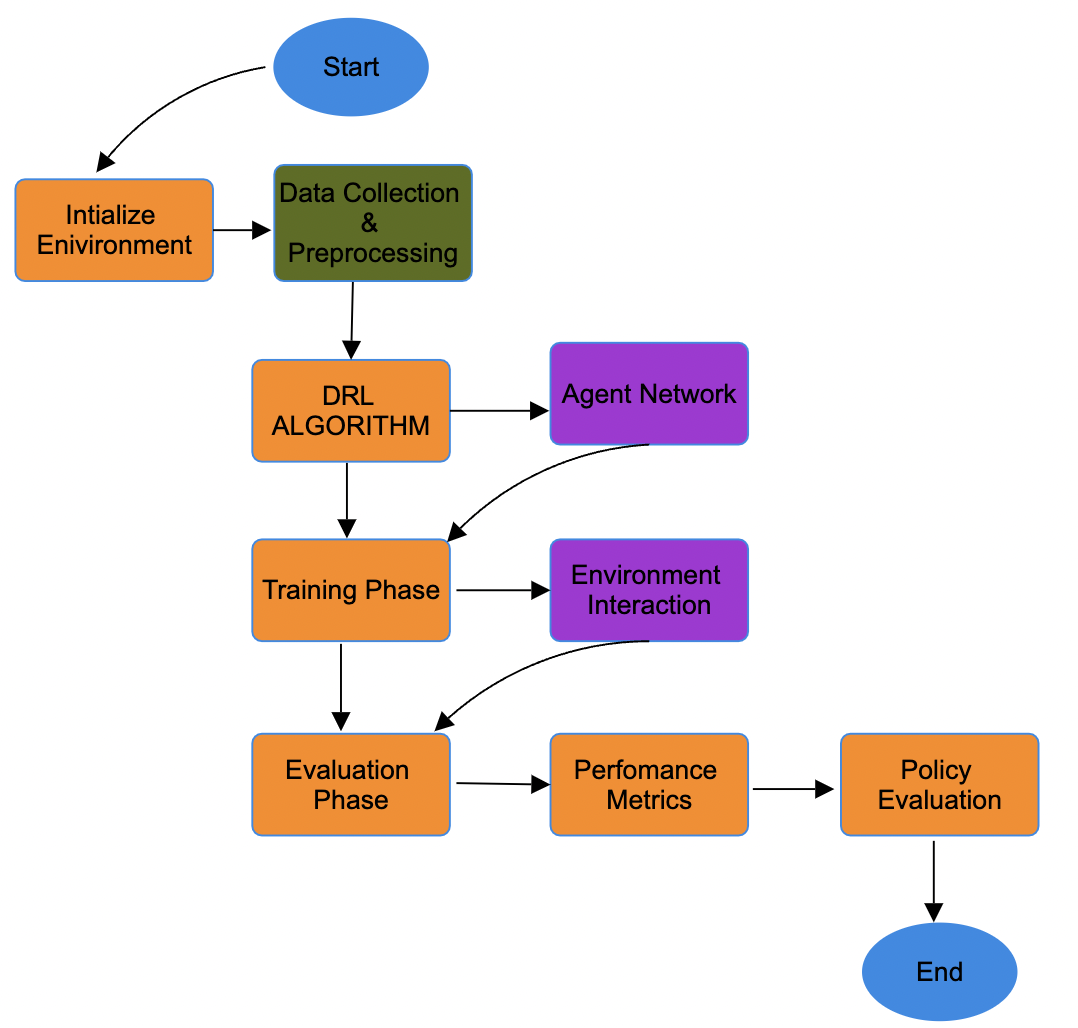 Start
Intialize
Enivironment
Data Collection
&
Preprocessing
DRL
ALGORITHM
Agent Network
Training Phase
Environment
Interaction
Evaluation
Phase
Perfomance
Metrics
Policy
Evaluation
End